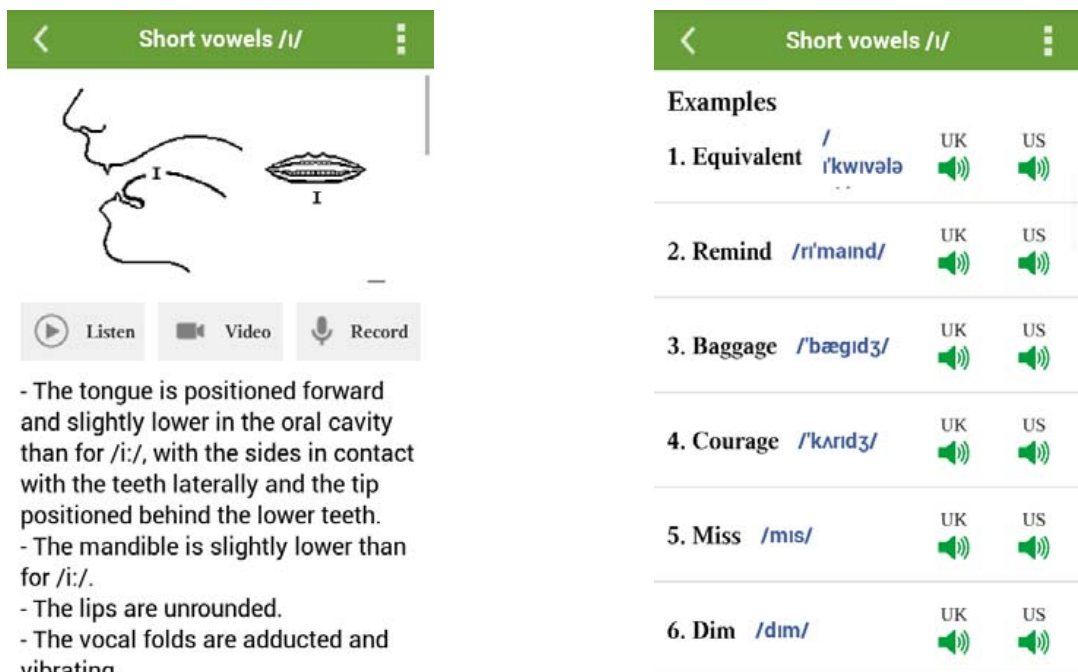 Short vowels /ɪ/
I
I
Listen
Video
Record
- The tongue is positioned forward
and slightly lower in the oral cavity
than for /i:/, with the sides in contact
with the teeth laterally and the tip
positioned behind the lower teeth.
- The mandible is slightly lower than
for /i:/.
- The lips are unrounded.
- The vocal folds are adducted and
vibrating
Short vowels /ɪ/
Examples
1. Equivalent / ɪ'kwɪvələ UK US
2. Remind /rɪ'maɪnd/ UK US
3. Baggage /'bægɪdʒ/ UK US
4. Courage /'kʌrɪdʒ/ UK US
5. Miss /mɪs/ UK US
6. Dim /dɪm/ UK US